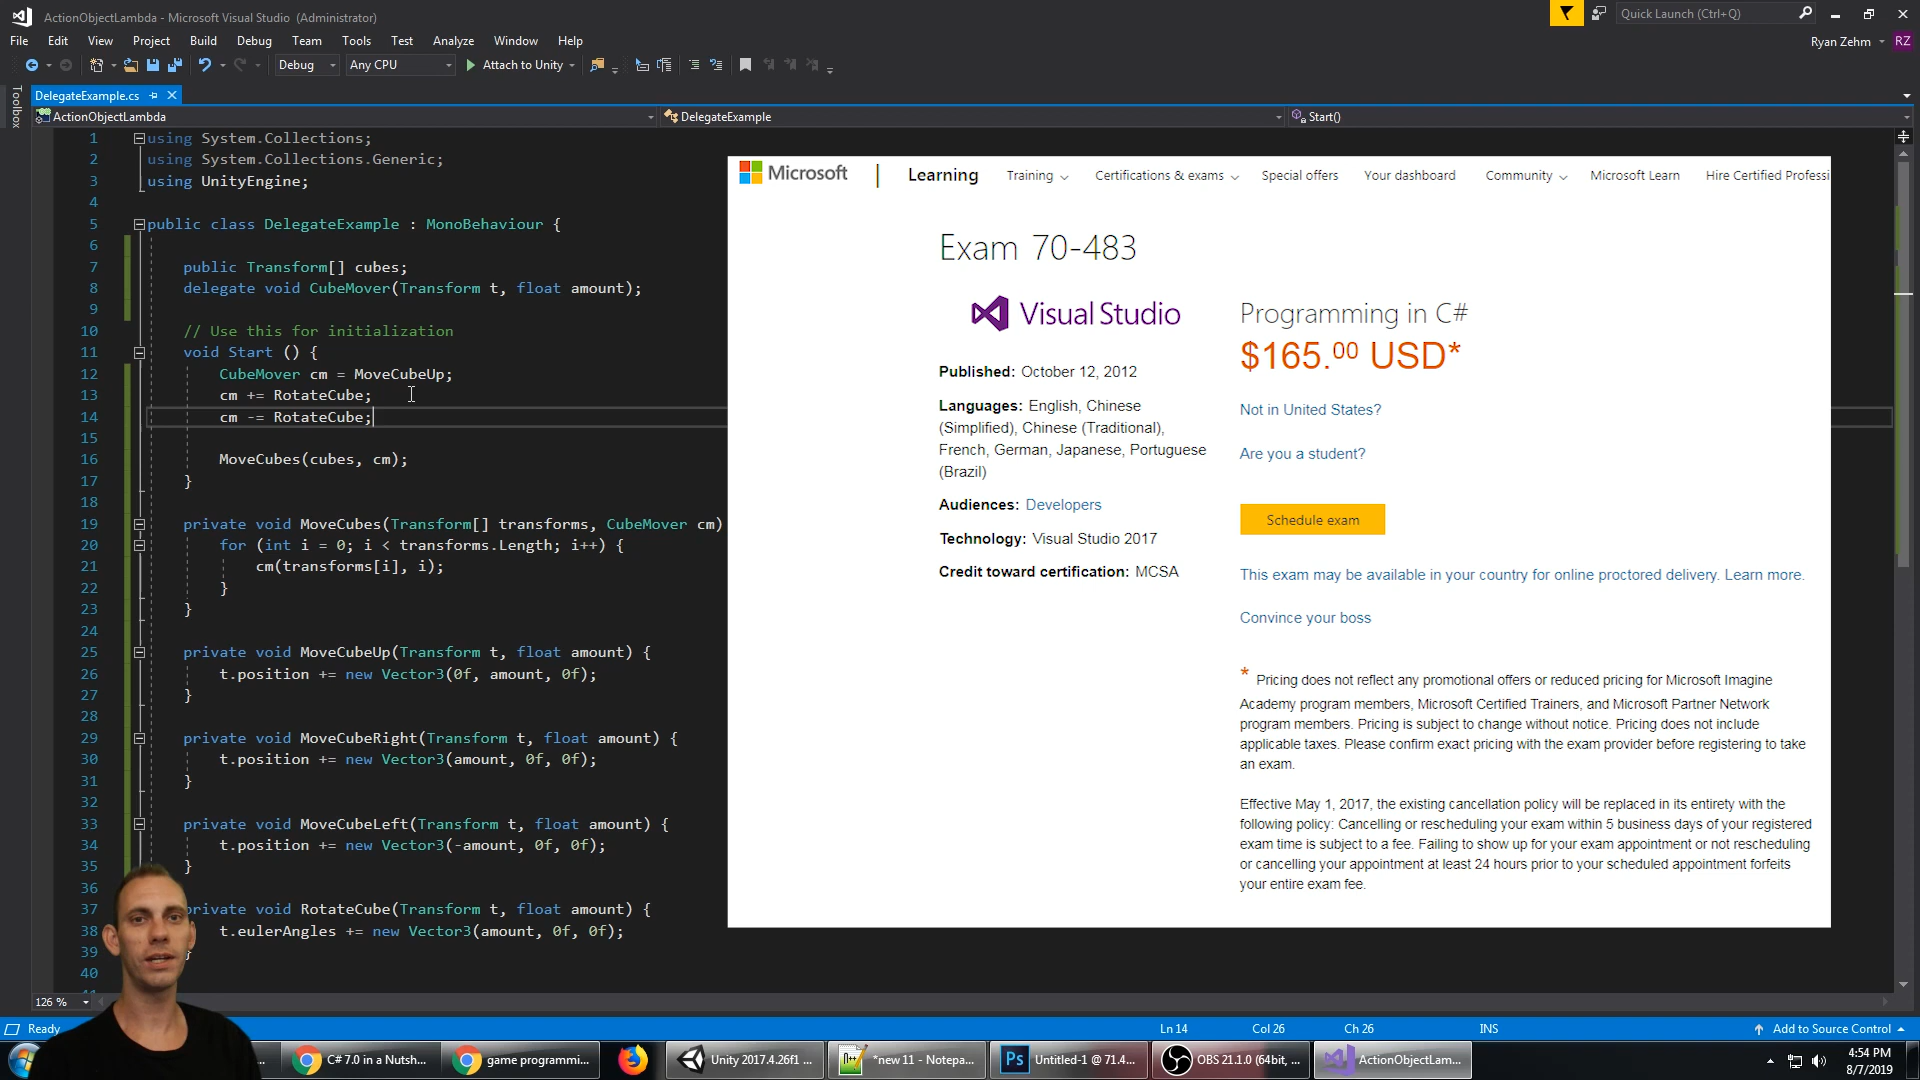 ActionObjectLambda - Microsoft Visual Studio (Administrator)
Quick Launch (Ctrl+Q)
File Edit View Project Build Debug Team Tools Test Analyze Window Help
Ryan Zehm RZ
Debug Any CPU Attach to Unity
Toolbox
DelegateExample.cs
ActionObjectLambda DelegateExample Start()
1 using System.Collections;
2 using System.Collections.Generic;
3 using UnityEngine;
4
5 public class DelegateExample : MonoBehaviour {
6
7 public Transform[] cubes;
8 delegate void CubeMover(Transform t, float amount);
9
10 // Use this for initialization
11 void Start () {
12 CubeMover cm = MoveCubeUp;
13 cm += RotateCube;
14 cm -= RotateCube;
15
16 MoveCubes(cubes, cm);
17 }
18
19 private void MoveCubes(Transform[] transforms, CubeMover cm)
20 for (int i = 0; i < transforms.Length; i++) {
21 cm(transforms[i], i);
22 }
23 }
24
25 private void MoveCubeUp(Transform t, float amount) {
26 t.position += new Vector3(0f, amount, 0f);
27 }
28
29 private void MoveCubeRight(Transform t, float amount) {
30 t.position += new Vector3(amount, 0f, 0f);
31 }
32
33 private void MoveCubeLeft(Transform t, float amount) {
34 t.position += new Vector3(-amount, 0f, 0f);
35 }
36
37 private void RotateCube(Transform t, float amount) {
38 t.eulerAngles += new Vector3(amount, 0f, 0f);
39 }
40
Microsoft | Learning Training Certifications & exams Special offers Your dashboard Community Microsoft Learn Hire Certified Professi
Exam 70-483
Visual Studio
Published: October 12, 2012
Languages: English, Chinese
(Simplified), Chinese (Traditional),
French, German, Japanese, Portuguese
(Brazil)
Audiences: Developers
Technology: Visual Studio 2017
Credit toward certification: MCSA
Programming in C#
$165.00 USD*
Not in United States?
Are you a student?
Schedule exam
This exam may be available in your country for online proctored delivery. Learn more.
Convince your boss
* Pricing does not reflect any promotional offers or reduced pricing for Microsoft Imagine
Academy program members, Microsoft Certified Trainers, and Microsoft Partner Network
program members. Pricing is subject to change without notice. Pricing does not include
applicable taxes. Please confirm exact pricing with the exam provider before registering to take
an exam.
Effective May 1, 2017, the existing cancellation policy will be replaced in its entirety with the
following policy: Cancelling or rescheduling your exam within 5 business days of your registered
exam time is subject to a fee. Failing to show up for your exam appointment or not rescheduling
or cancelling your appointment at least 24 hours prior to your scheduled appointment forfeits
your entire exam fee.
126 %
Ready Ln 14 Col 26 Ch 26 INS Add to Source Control
... C# 7.0 in a Nutsh... game programmi... Unity 2017.4.26f1 ... *new 11 - Notepa... Ps Untitled-1 @ 71.4... OBS 21.1.0 (64bit, ... ActionObjectLam...
4:54 PM
8/7/2019